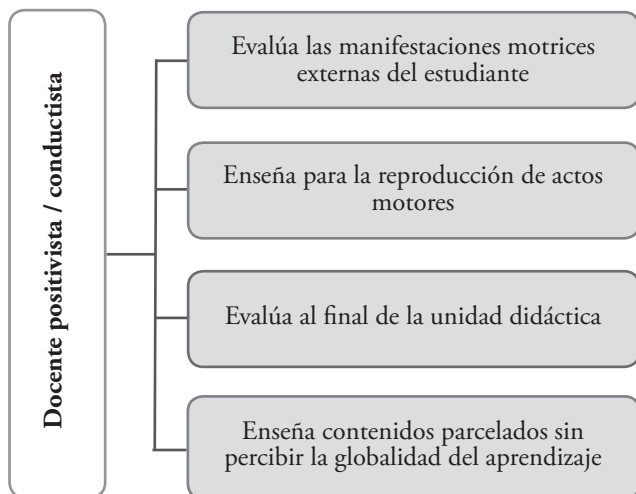 Docente positivista / conductista
Evalúa las manifestaciones motrices
externas del estudiante
Enseña para la reproducción de actos
motores
Evalúa al final de la unidad didáctica
Enseña contenidos parcelados sin
percibir la globalidad del aprendizaje